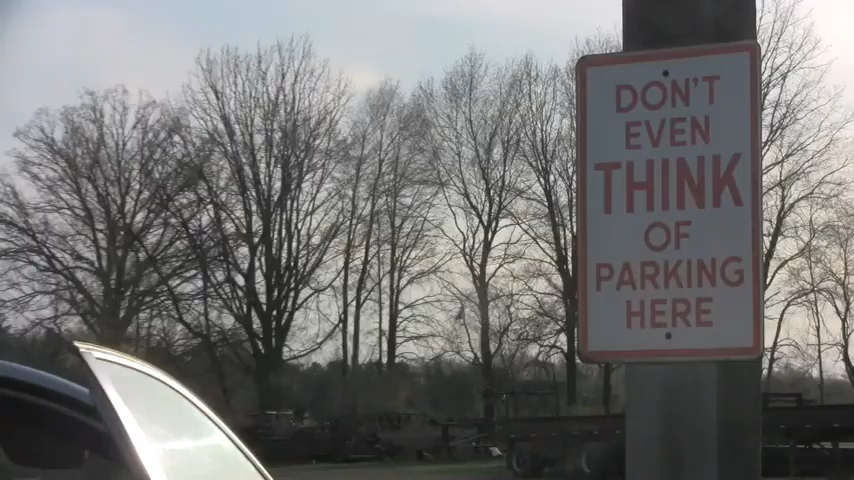 DON'T
EVEN
THINK
OF
PARKING
HERE